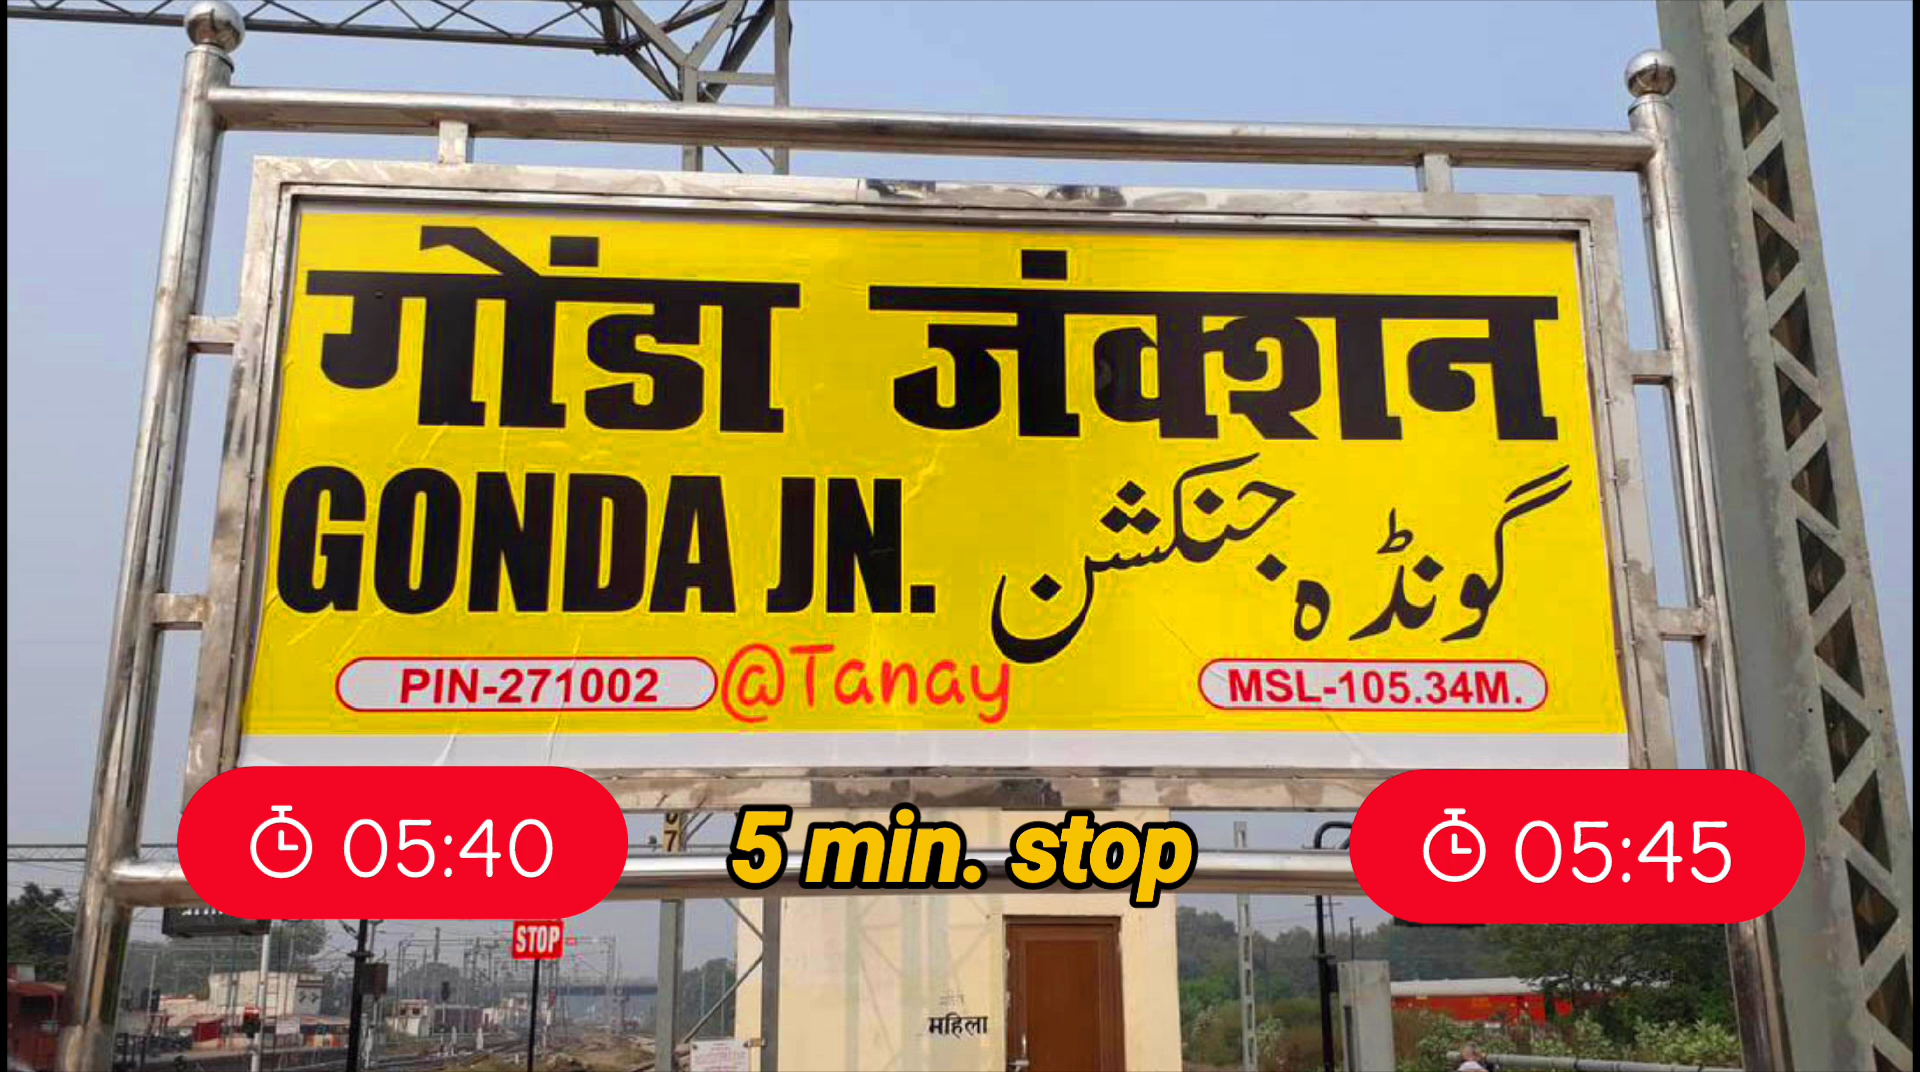 गोंडा जंक्शन
GONDA JN.
گونڈہ جنکشن
PIN-271002
@Tanay
MSL-105.34M.
05:40
5 min. stop
05:45
STOP
महिला